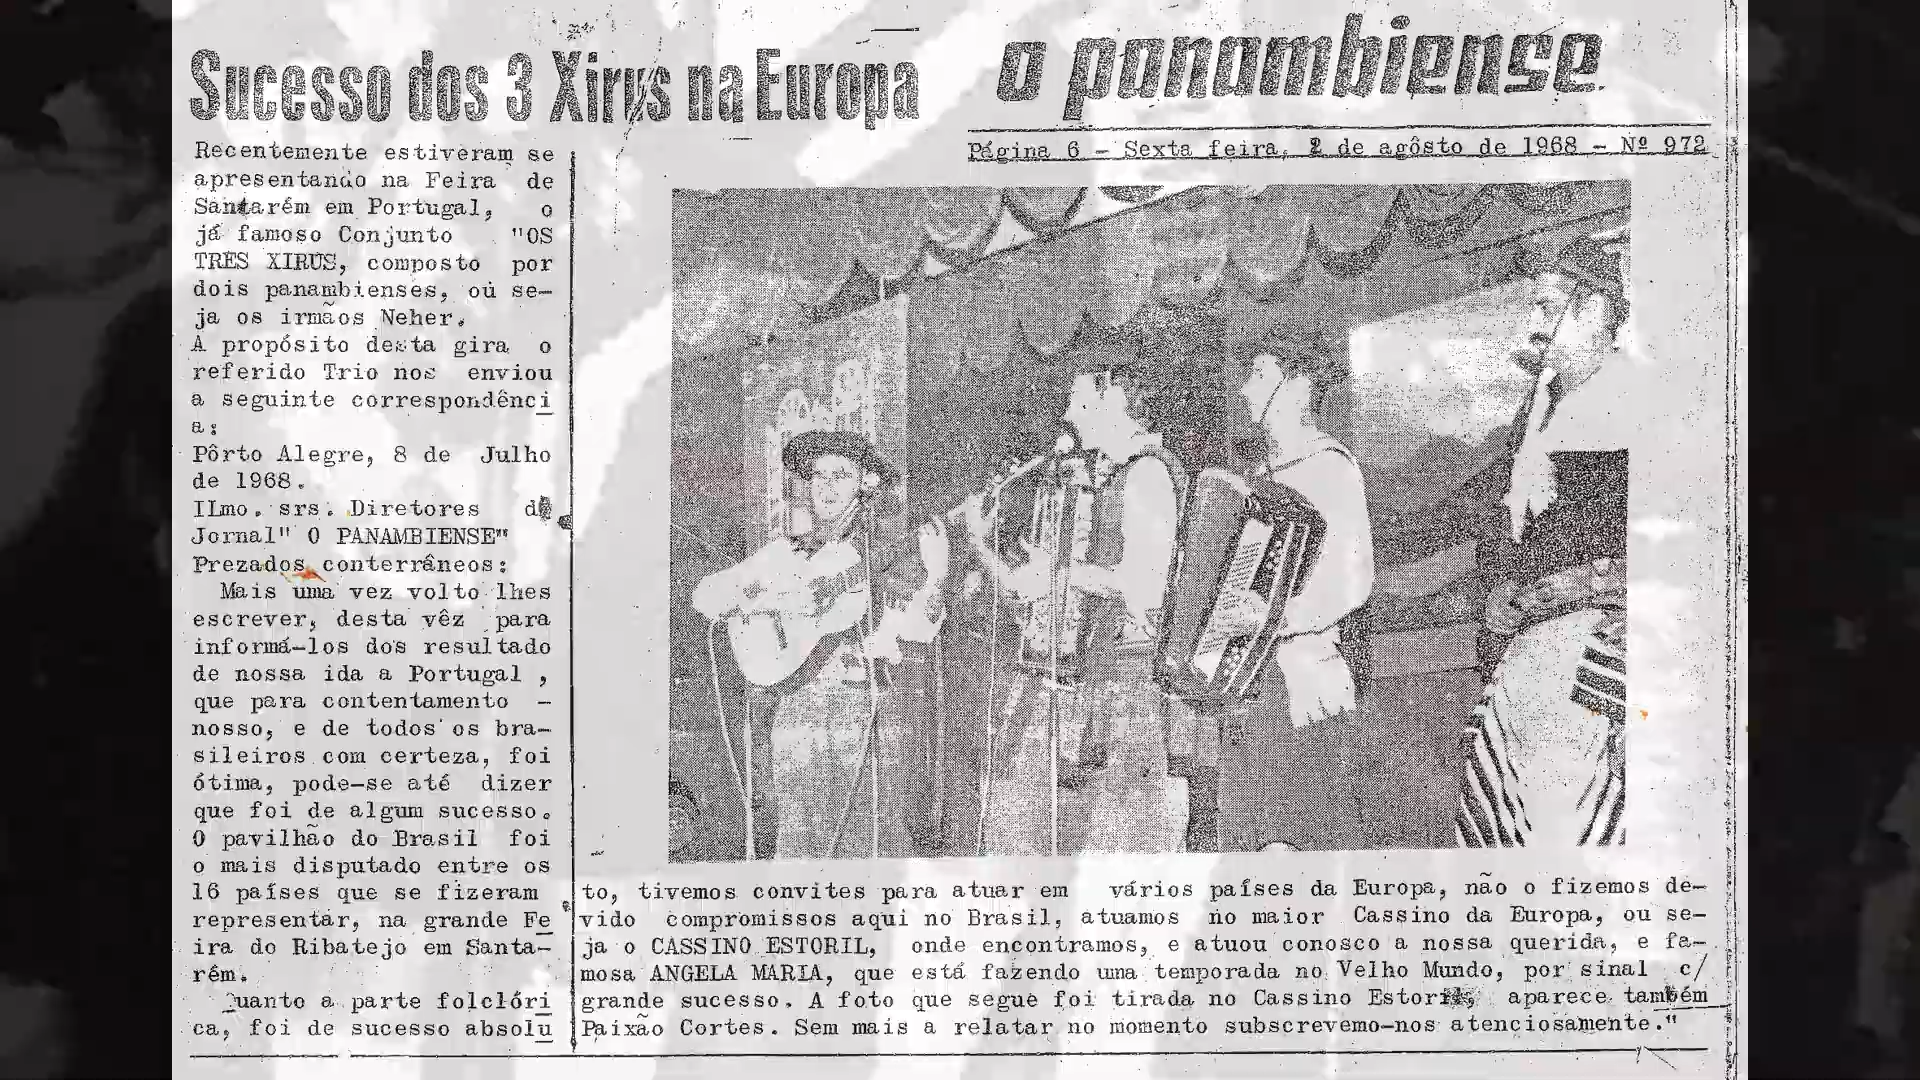 Sucesso dos 3 Xirus na Europa
o panambiense
Página 6 - Sexta feira, 2 de agôsto de 1968 - Nº 972
Recentemente estiveram se
apresentando na Feira de
Santarém em Portugal, o
já famoso Conjunto "OS
TRES XIRUS, composto por
dois panambienses, ou se-
ja os irmãos Neher.
A propósito desta gira o
referido Trio nos enviou
a seguinte correspondênci
a:
Pôrto Alegre, 8 de Julho
de 1968.
ILmo. srs. Diretores do
Jornal" O PANAMBIENSE"
Prezados conterrâneos:
Mais uma vez volto lhes
escrever, desta vêz para
informá-los dos resultado
de nossa ida a Portugal ,
que para contentamento -
nosso, e de todos os bra-
sileiros com certeza, foi
ótima, pode-se até dizer
que foi de algum sucesso.
O pavilhão do Brasil foi
o mais disputado entre os
16 países que se fizeram
representar, na grande Fe
ira do Ribatejo em Santa-
rém.
Quanto a parte folclóri
ca, foi de sucesso absolu
to, tivemos convites para atuar em vários países da Europa, não o fizemos de-
vido compromissos aqui no Brasil, atuamos no maior Cassino da Europa, ou se-
ja o CASSINO ESTORIL, onde encontramos, e atuou conosco a nossa querida, e fa-
mosa ANGELA MARIA, que está fazendo uma temporada no Velho Mundo, por sinal c/
grande sucesso. A foto que segue foi tirada no Cassino Estoril, aparece também
Paixão Cortes. Sem mais a relatar no momento subscrevemo-nos atenciosamente."